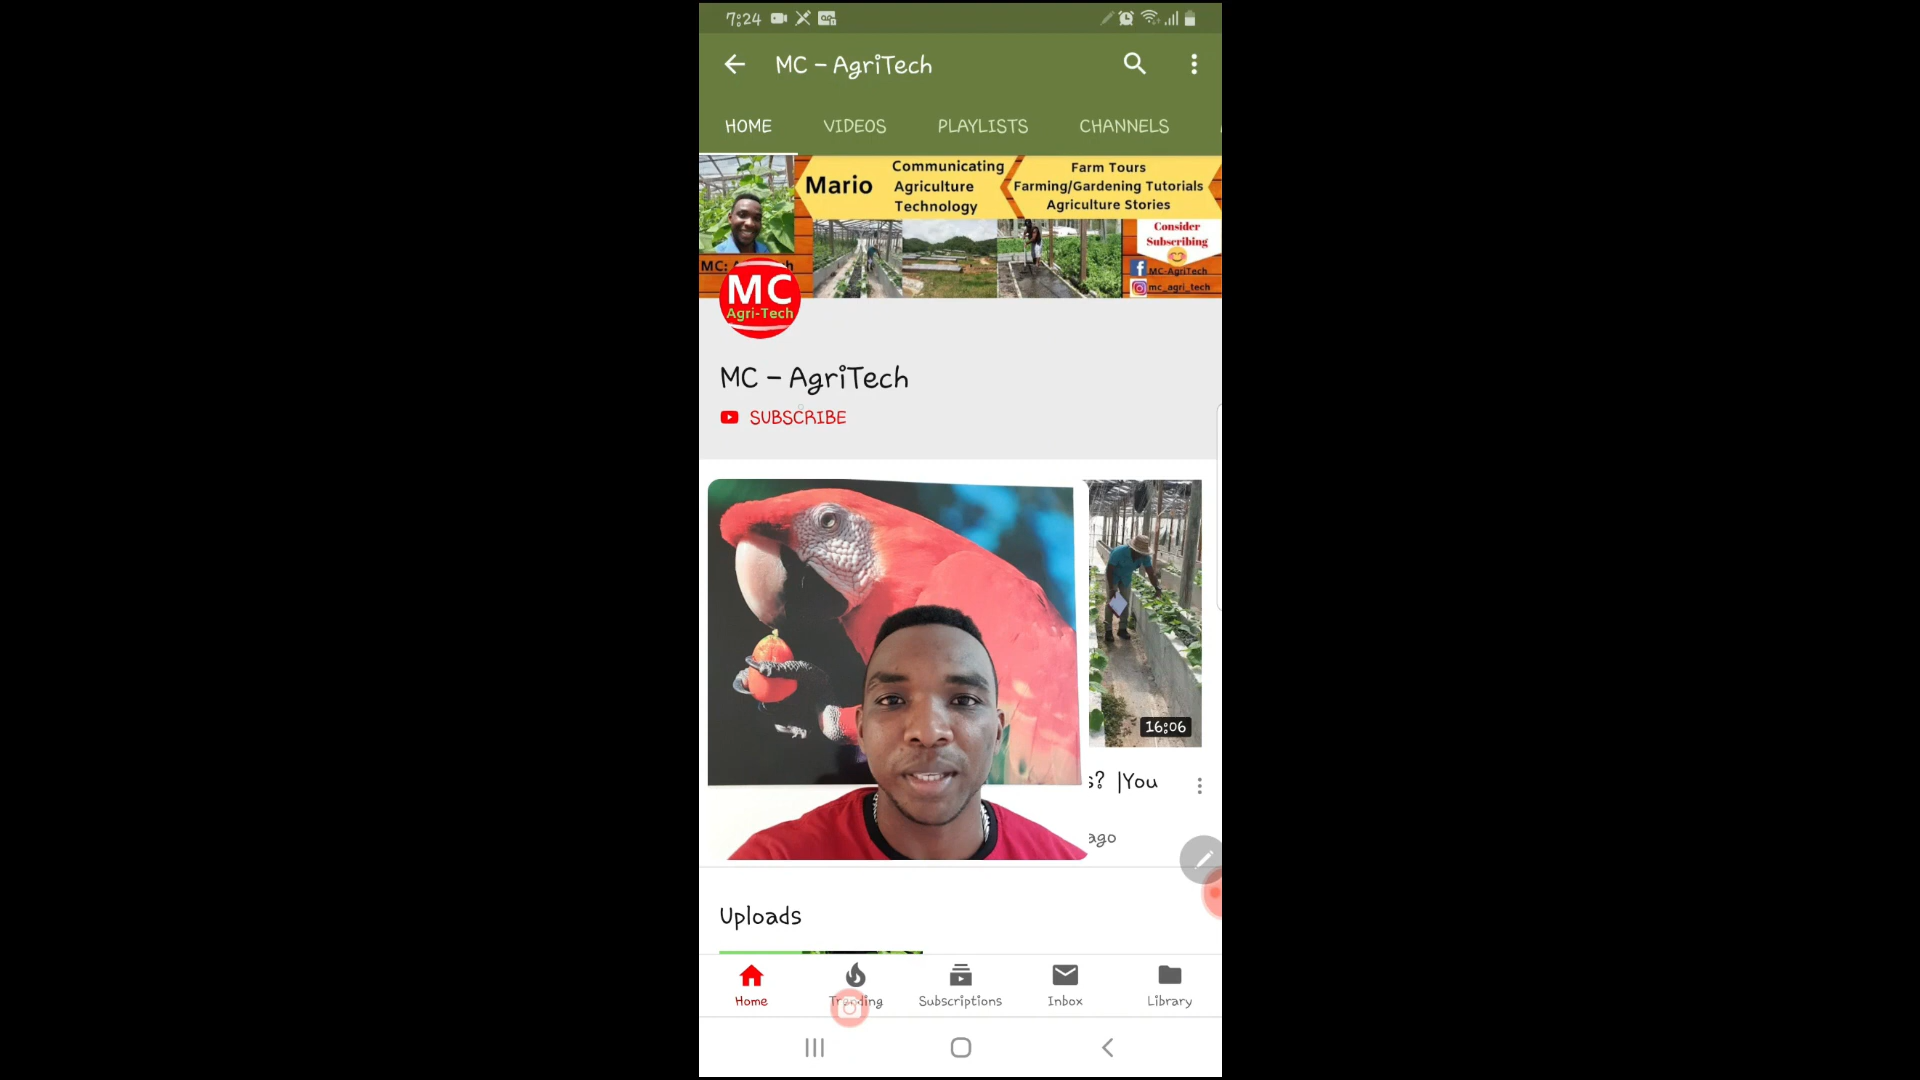 7:24
MC - AgriTech
HOME VIDEOS PLAYLISTS CHANNELS
Mario
Communicating
Agriculture
Technology
Farm Tours
Farming/Gardening Tutorials
Agriculture Stories
Consider
Subscribing
MC-AgriTech
mc_agri_tech
MC:
MC
Agri-Tech
MC - AgriTech
SUBSCRIBE
16:06
s? |You
ago
Uploads
Home Trending Subscriptions Inbox Library